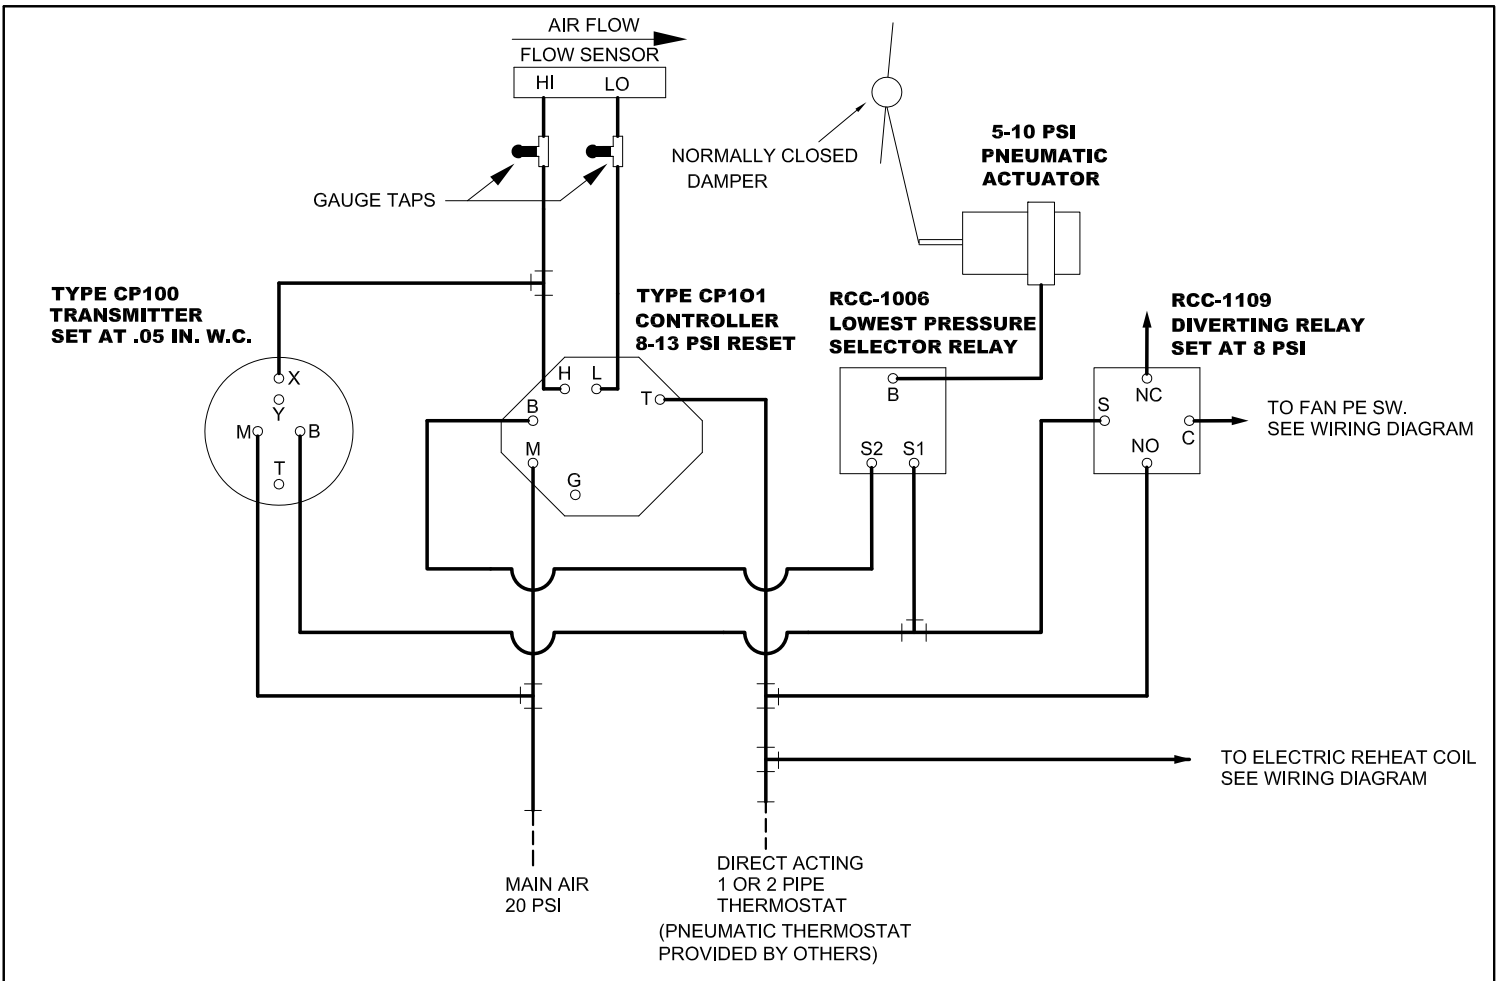 AIR FLOW
FLOW SENSOR
HI
LO
NORMALLY CLOSED
DAMPER
5-10 PSI
PNEUMATIC
ACTUATOR
GAUGE TAPS
TYPE CP100
TRANSMITTER
SET AT .05 IN. W.C.
TYPE CP1O1
CONTROLLER
8-13 PSI RESET
RCC-1006
LOWEST PRESSURE
SELECTOR RELAY
RCC-1109
DIVERTING RELAY
SET AT 8 PSI
X
Y
M
B
T
H
L
T
B
M
G
B
S2
S1
S
NC
C
NO
TO FAN PE SW.
SEE WIRING DIAGRAM
TO ELECTRIC REHEAT COIL
SEE WIRING DIAGRAM
MAIN AIR
20 PSI
DIRECT ACTING
1 OR 2 PIPE
THERMOSTAT
(PNEUMATIC THERMOSTAT
PROVIDED BY OTHERS)